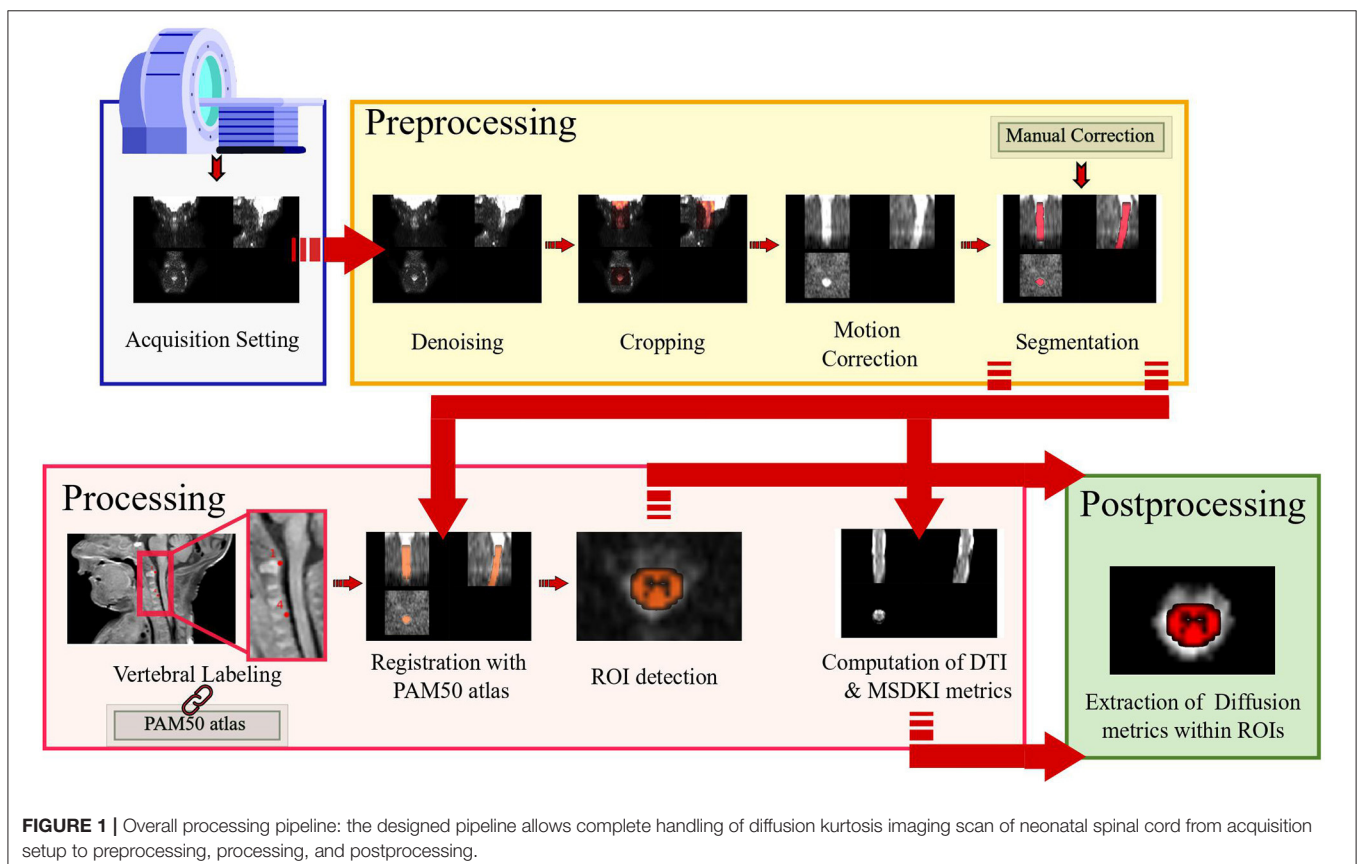 Preprocessing
Manual Correction
Acquisition Setting
Denoising
Cropping
Motion
Correction
Segmentation
Processing
1
4
Vertebral Labeling
PAM50 atlas
Registration with
PAM50 atlas
ROI detection
Computation of DTI
& MSDKI metrics
Postprocessing
Extraction of Diffusion
metrics within ROIs
FIGURE 1 | Overall processing pipeline: the designed pipeline allows complete handling of diffusion kurtosis imaging scan of neonatal spinal cord from acquisition
setup to preprocessing, processing, and postprocessing.